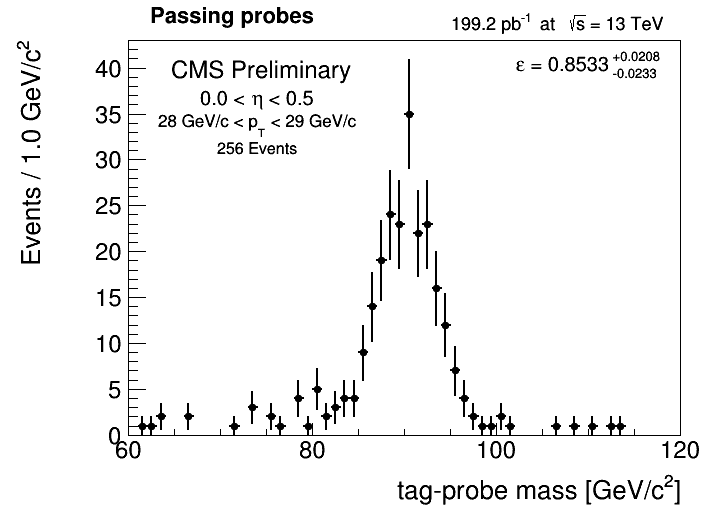 Passing probes
199.2 pb-1 at √s = 13 TeV
CMS Preliminary
ε = 0.8533 +0.0208 -0.0233
0.0 < η < 0.5
28 GeV/c < pT < 29 GeV/c
256 Events
Events / 1.0 GeV/c2
40
35
30
25
20
15
10
5
0
60 80 100 120
tag-probe mass [GeV/c2]